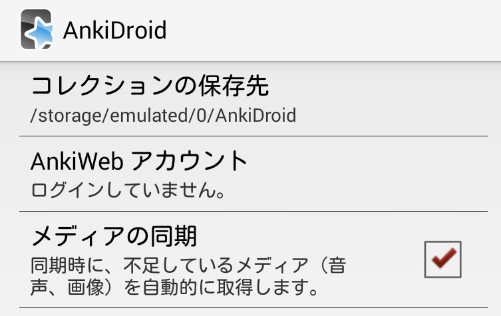 AnkiDroid
コレクションの保存先
/storage/emulated/0/AnkiDroid
AnkiWeb アカウント
ログインしていません。
メディアの同期
同期時に、不足しているメディア（音
声、画像）を自動的に取得します。